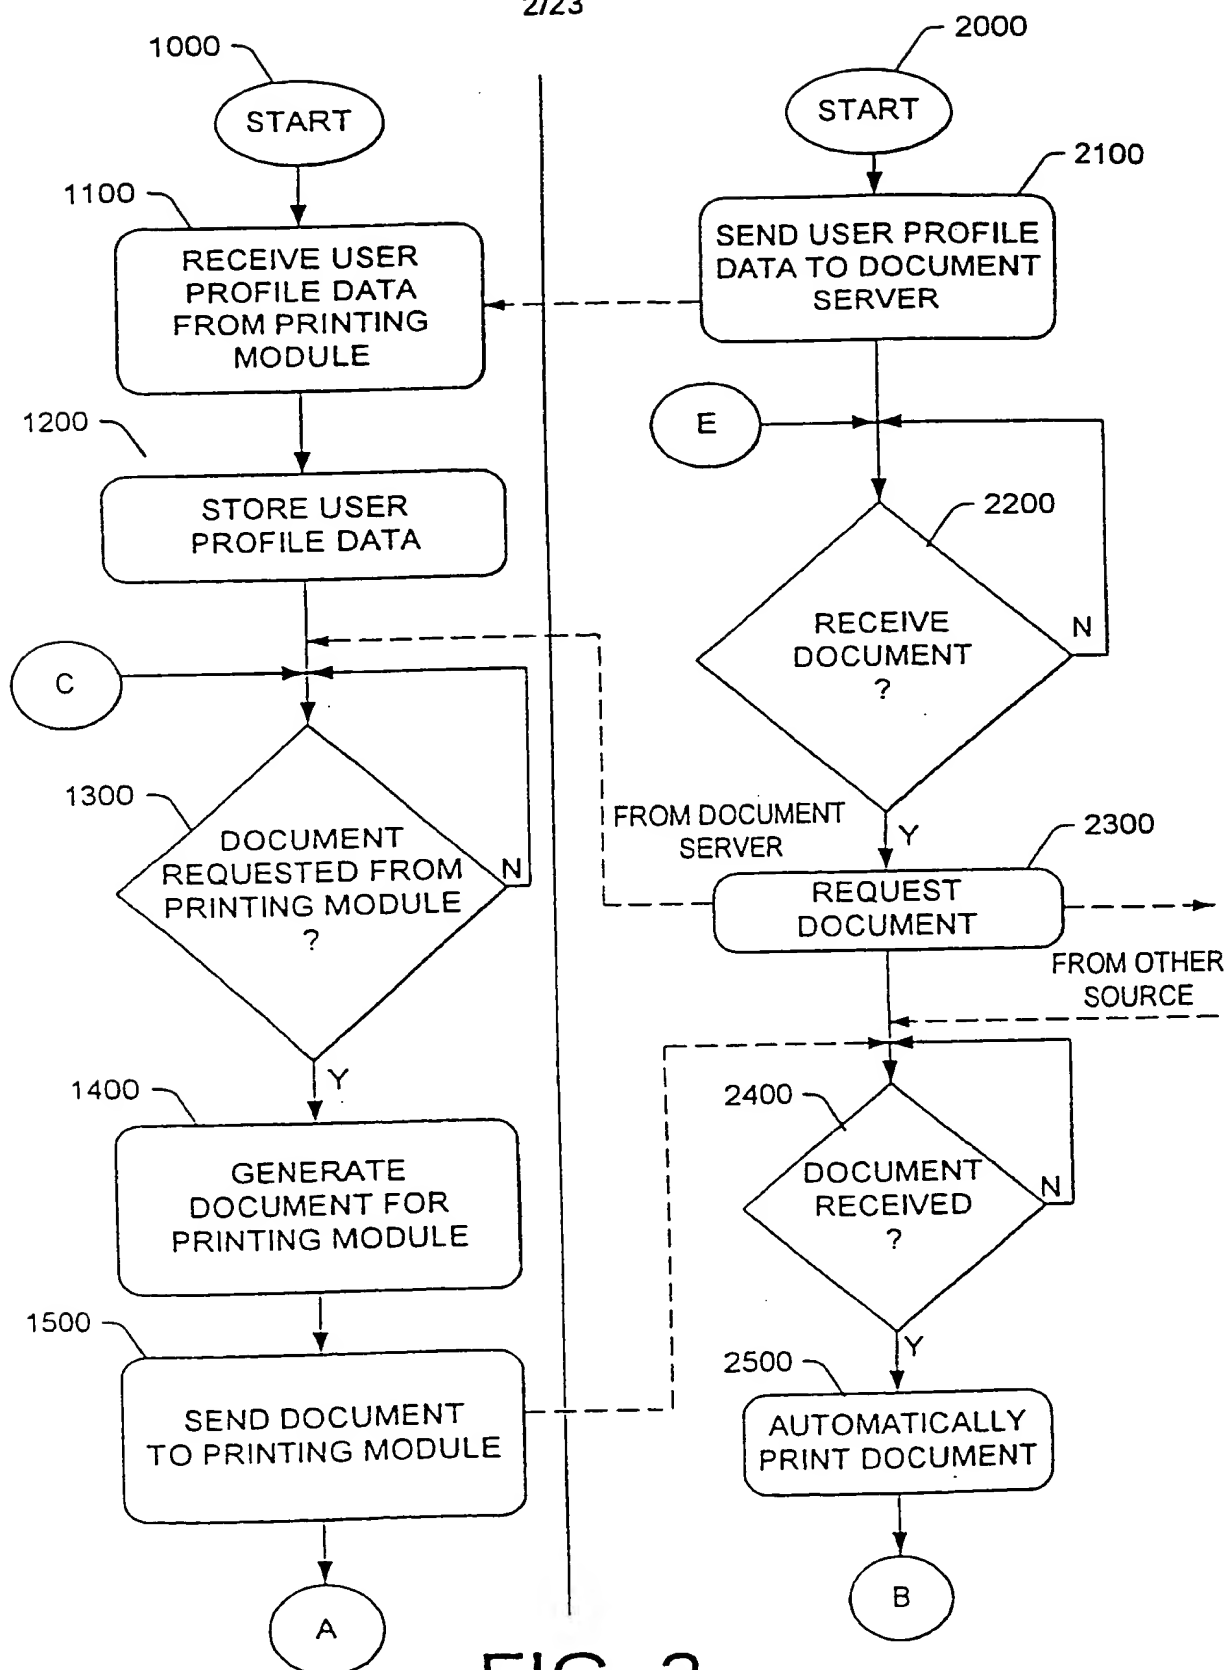 2/23
1000
START
1100
RECEIVE USER
PROFILE DATA
FROM PRINTING
MODULE
1200
STORE USER
PROFILE DATA
C
1300
DOCUMENT
REQUESTED FROM
PRINTING MODULE
?
N
Y
1400
GENERATE
DOCUMENT FOR
PRINTING MODULE
1500
SEND DOCUMENT
TO PRINTING MODULE
A
2000
START
2100
SEND USER PROFILE
DATA TO DOCUMENT
SERVER
E
2200
RECEIVE
DOCUMENT
?
N
Y
FROM DOCUMENT
SERVER
2300
REQUEST
DOCUMENT
FROM OTHER
SOURCE
2400
DOCUMENT
RECEIVED
?
N
Y
2500
AUTOMATICALLY
PRINT DOCUMENT
B